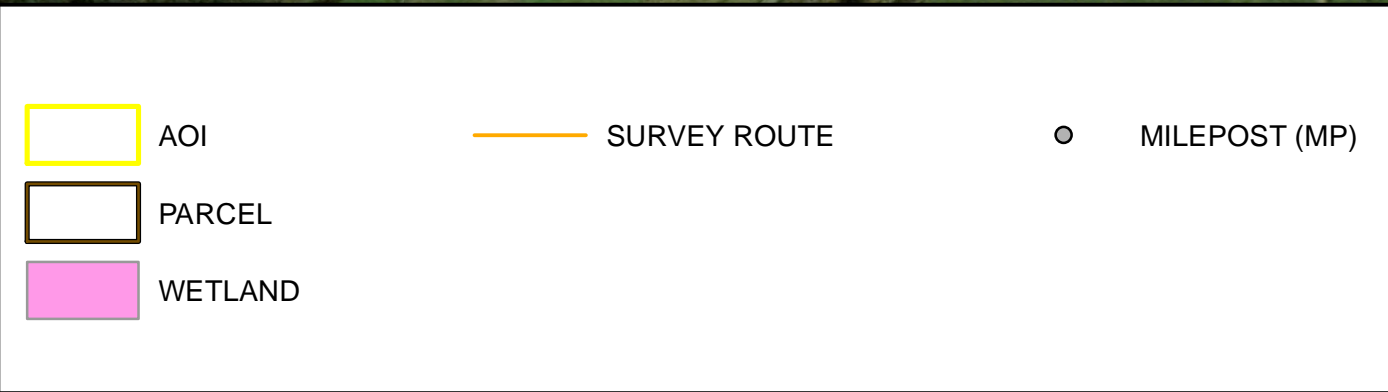 AOI
SURVEY ROUTE
MILEPOST (MP)
PARCEL
WETLAND